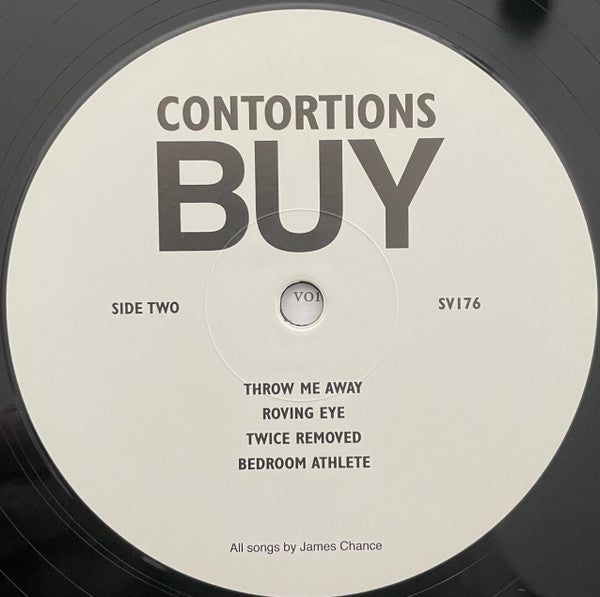 CONTORTIONS
BUY
SIDE TWO
SV176
THROW ME AWAY
ROVING EYE
TWICE REMOVED
BEDROOM ATHLETE
All songs by James Chance